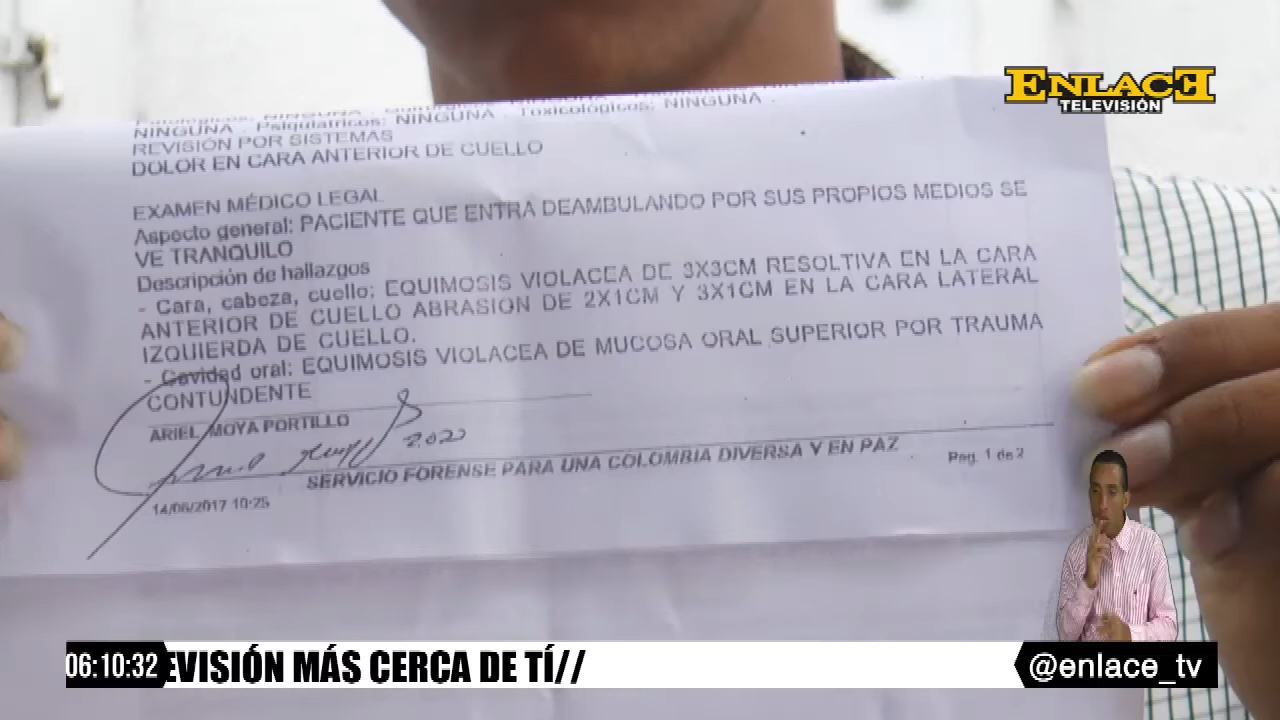 ENLACE
TELEVISIÓN
NINGUNA . Psiquiatricos: NINGUNA . Toxicológicos: NINGUNA .
REVISIÓN POR SISTEMAS
DOLOR EN CARA ANTERIOR DE CUELLO
EXAMEN MÉDICO LEGAL
Aspecto general: PACIENTE QUE ENTRA DEAMBULANDO POR SUS PROPIOS MEDIOS SE
VE TRANQUILO
Descripción de hallazgos
- Cara, cabeza, cuello: EQUIMOSIS VIOLACEA DE 3X3CM RESOLTIVA EN LA CARA
ANTERIOR DE CUELLO ABRASION DE 2X1CM Y 3X1CM EN LA CARA LATERAL
IZQUIERDA DE CUELLO.
- Cavidad oral: EQUIMOSIS VIOLACEA DE MUCOSA ORAL SUPERIOR POR TRAUMA
CONTUNDENTE
ARIEL MOYA PORTILLO
SERVICIO FORENSE PARA UNA COLOMBIA DIVERSA Y EN PAZ
Pag. 1 de 2
14/06/2017 10:25
06:10:32
EVISIÓN MÁS CERCA DE TÍ//
@enlace_tv